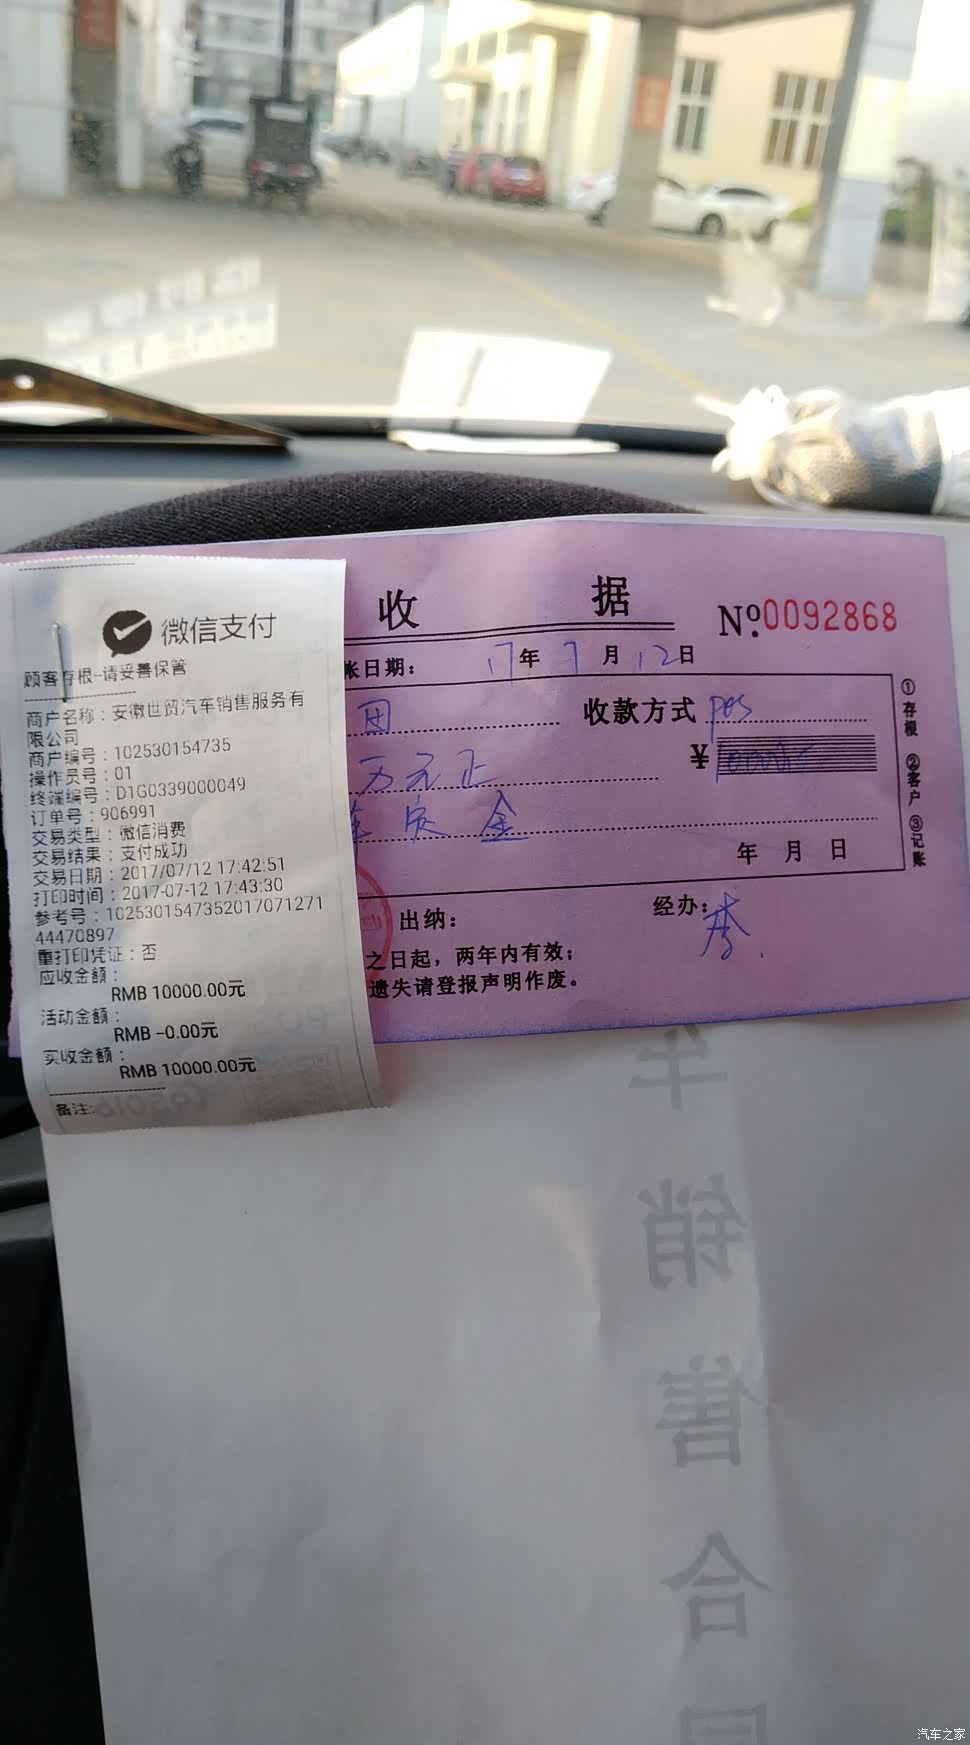 微信支付
顾客存根-请妥善保管
商户名称：安徽世贸汽车销售服务有
限公司
商户编号：102530154735
操作员号：01
终端编号：D1G0339000049
订单号：906991
交易类型：微信消费
交易结果：支付成功
交易日期：2017/07/12 17:42:51
打印时间：2017-07-12 17:43:30
参考号：1025301547352017071271
44470897
重打印凭证：否
应收金额：
RMB 10000.00元
活动金额：
RMB -0.00元
实收金额：
RMB 10000.00元
备注:
收 据
Nº.0092868
账日期： 17年 7月 12日
团 收款方式 pos
万元正 ¥
定金
年 月 日
出纳： 经办：李
之日起，两年内有效；
遗失请登报声明作废。
①存根 ②客户 ③记账
车销售合同
汽车之家